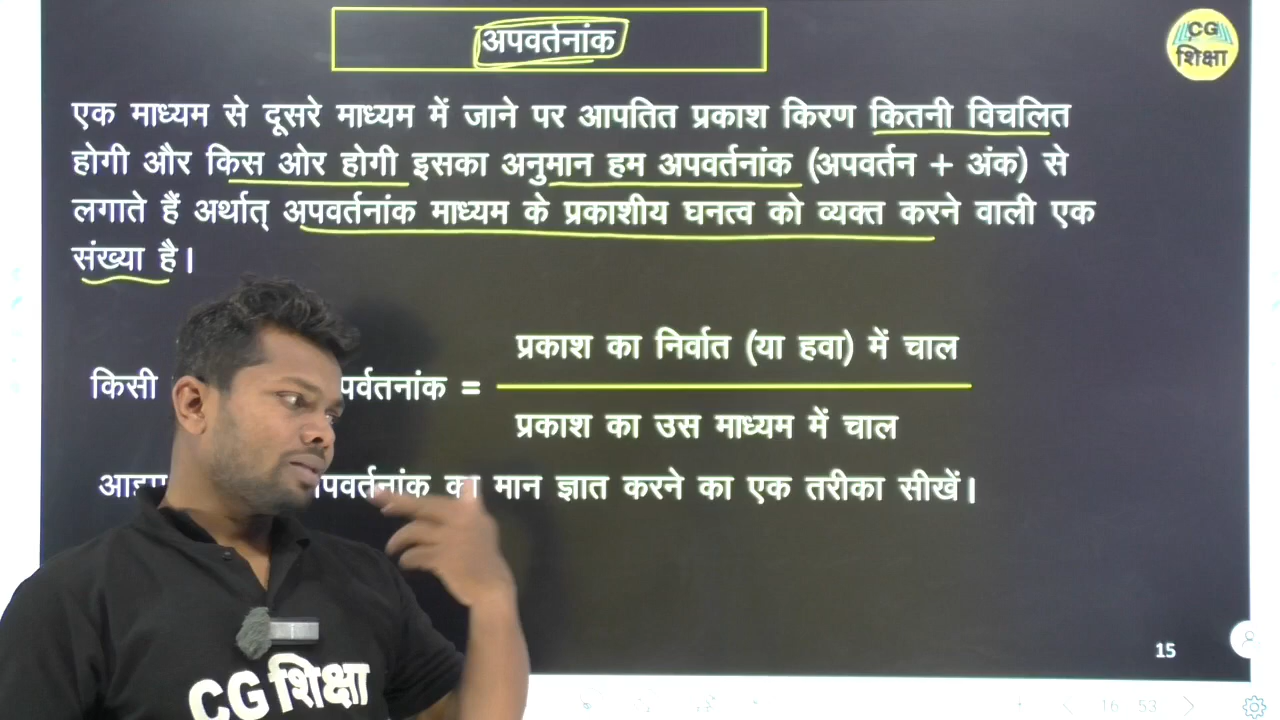 अपवर्तनांक
CG
शिक्षा
एक माध्यम से दूसरे माध्यम में जाने पर आपतित प्रकाश किरण कितनी विचलित
होगी और किस ओर होगी इसका अनुमान हम अपवर्तनांक (अपवर्तन + अंक) से
लगाते हैं अर्थात् अपवर्तनांक माध्यम के प्रकाशीय घनत्व को व्यक्त करने वाली एक
संख्या है।
प्रकाश का निर्वात (या हवा) में चाल
किसी पर्वतनांक =
प्रकाश का उस माध्यम में चाल
का मान ज्ञात करने का एक तरीका सीखें।
CG शिक्षा
15
16 53